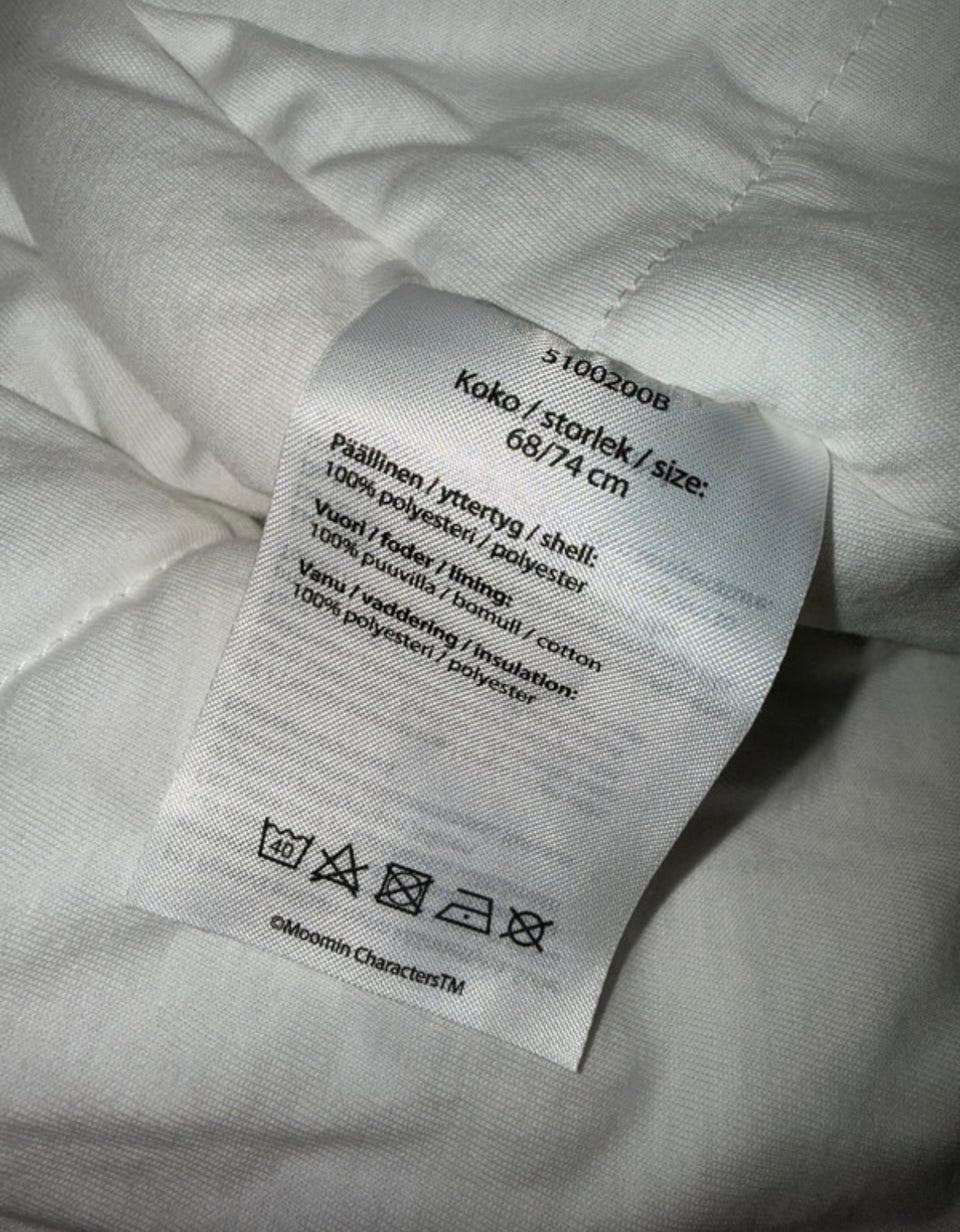 5100200B
Koko / storlek / size:
68/74 cm
Päällinen / yttertyg / shell:
100% polyesteri / polyester
Vuori / foder / lining:
100% puuvilla / bomull / cotton
Vanu / vaddering / insulation:
100% polyesteri / polyester
40
©Moomin CharactersTM